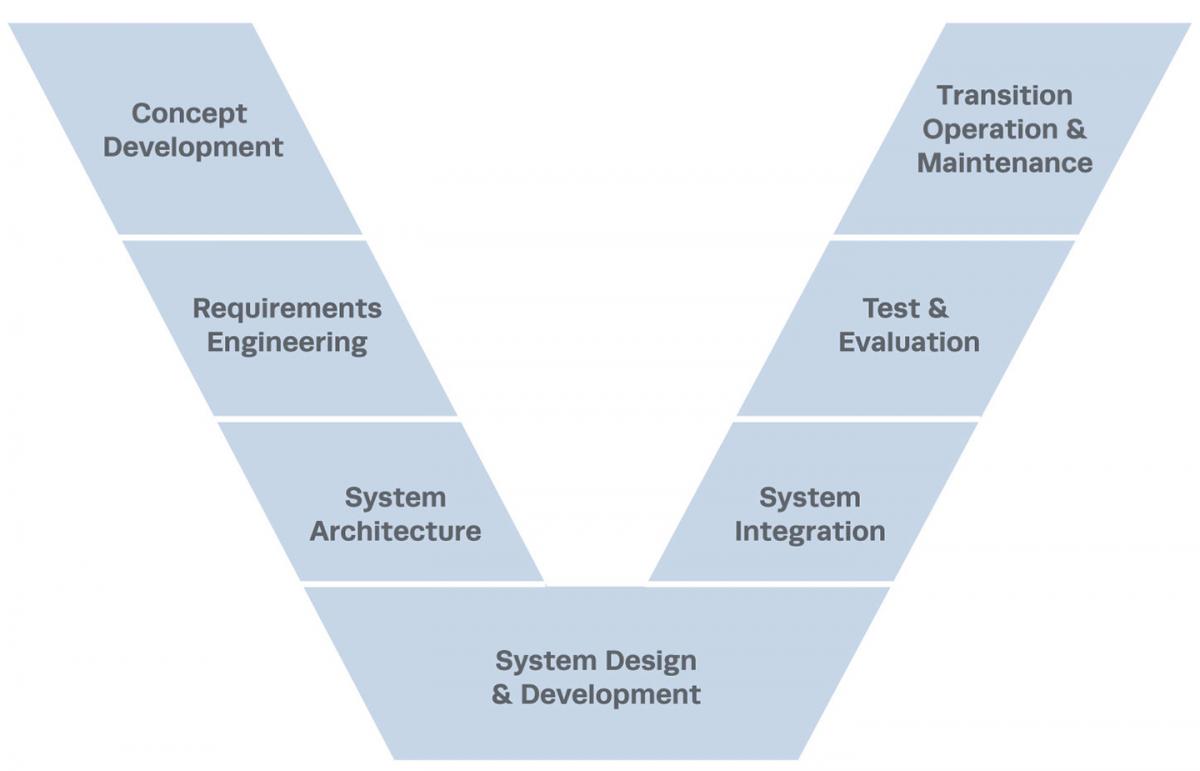 Concept
Development
Requirements
Engineering
System
Architecture
System Design
& Development
System
Integration
Test &
Evaluation
Transition
Operation &
Maintenance